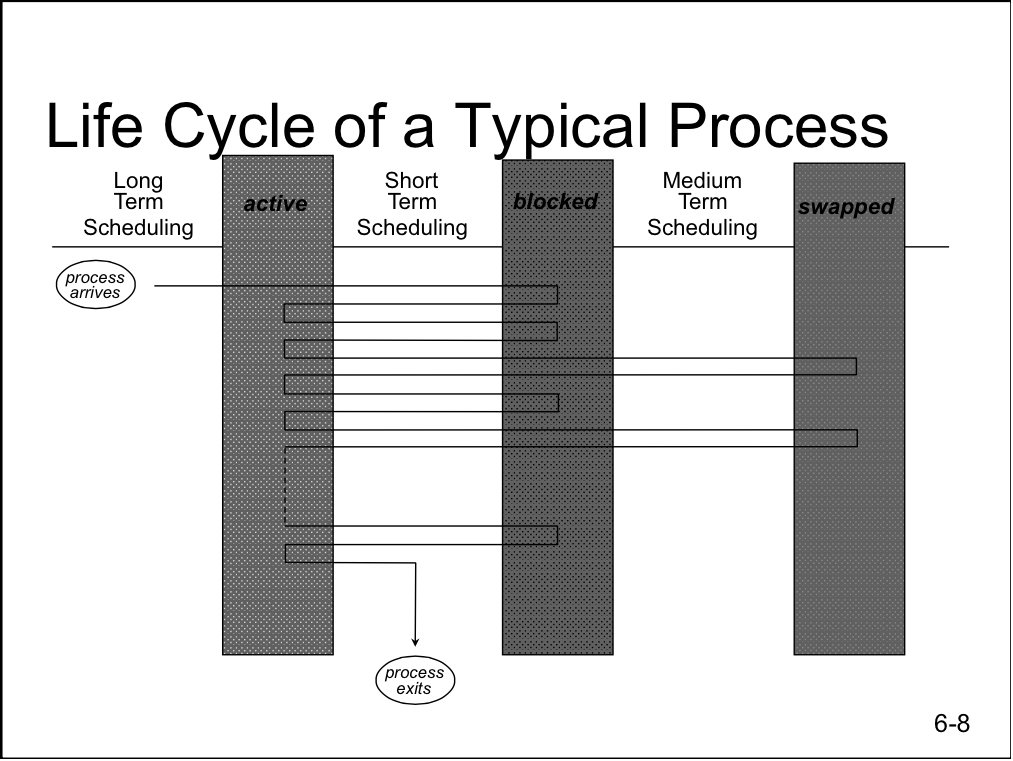 Life Cycle of a Typical Process
Long
Term
Scheduling
active
Short
Term
Scheduling
blocked
Medium
Term
Scheduling
swapped
process
arrives
process
exits
6-8